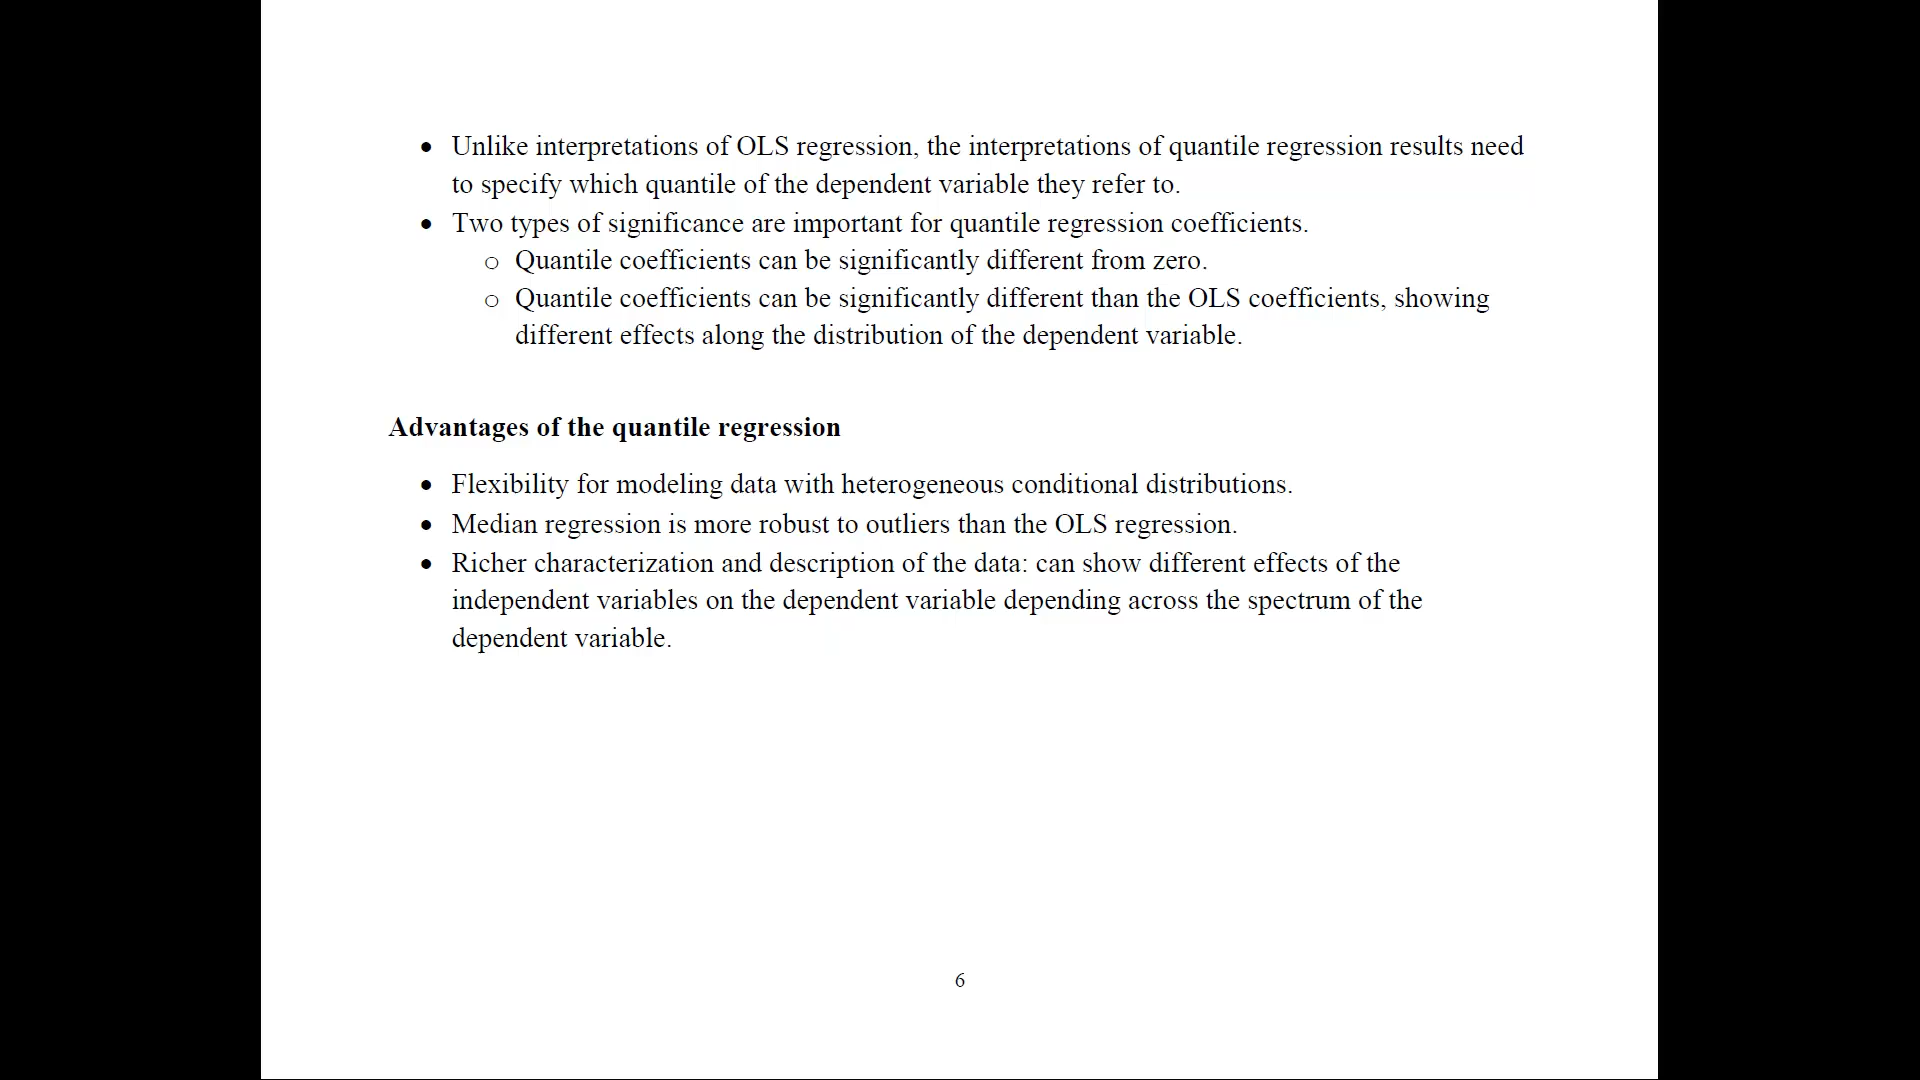 • Unlike interpretations of OLS regression, the interpretations of quantile regression results need
to specify which quantile of the dependent variable they refer to.
• Two types of significance are important for quantile regression coefficients.
o Quantile coefficients can be significantly different from zero.
o Quantile coefficients can be significantly different than the OLS coefficients, showing
different effects along the distribution of the dependent variable.
Advantages of the quantile regression
• Flexibility for modeling data with heterogeneous conditional distributions.
• Median regression is more robust to outliers than the OLS regression.
• Richer characterization and description of the data: can show different effects of the
independent variables on the dependent variable depending across the spectrum of the
dependent variable.
6